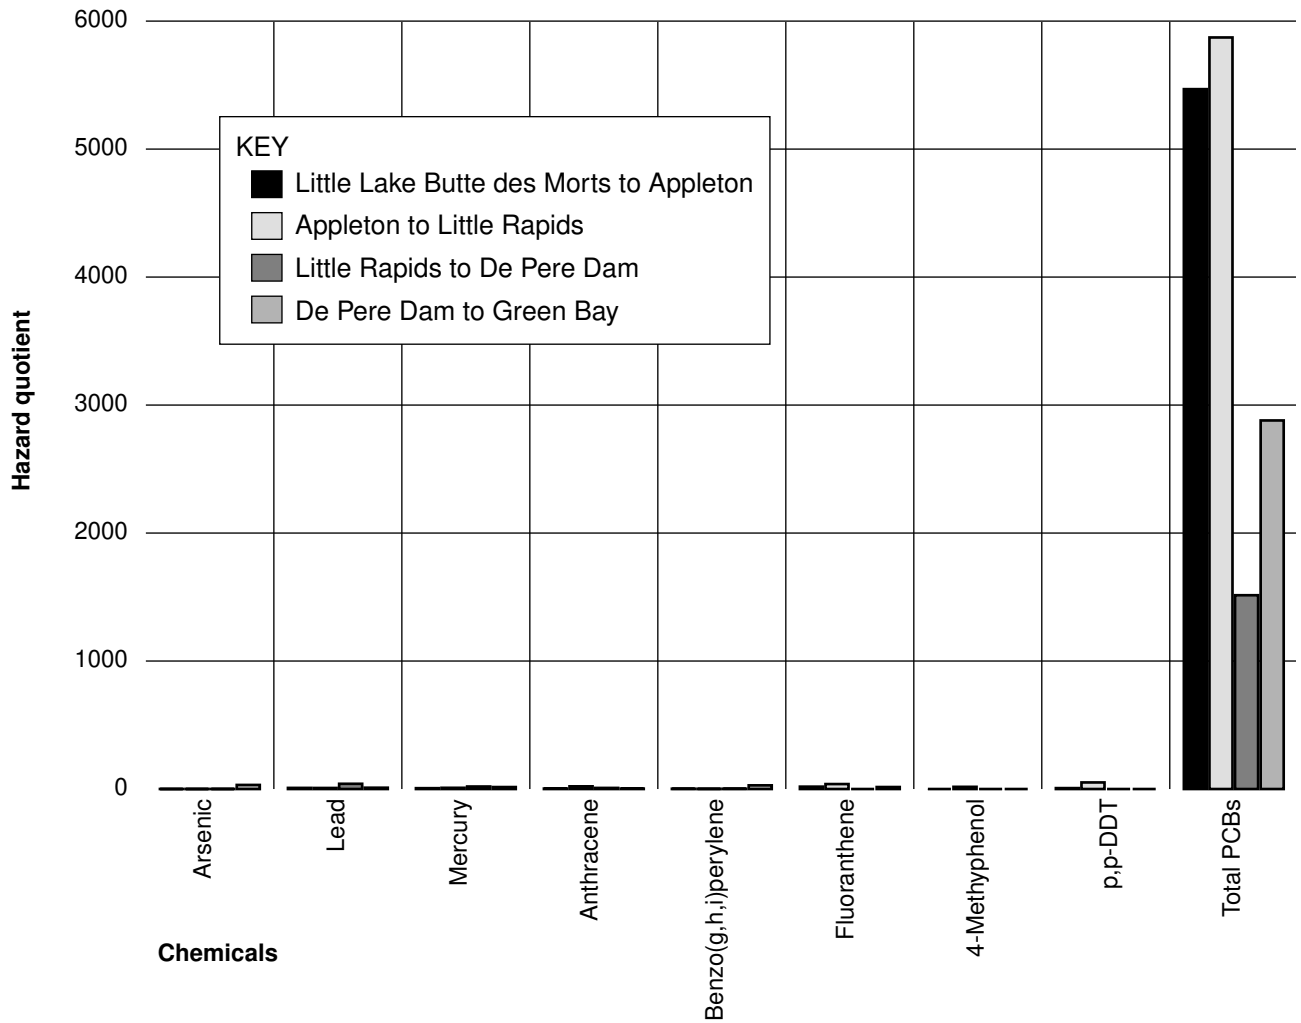 6000
5000
4000
3000
2000
1000
0
Hazard quotient
KEY
Little Lake Butte des Morts to Appleton
Appleton to Little Rapids
Little Rapids to De Pere Dam
De Pere Dam to Green Bay
Arsenic
Lead
Mercury
Anthracene
Benzo(g,h,i)perylene
Fluoranthene
4-Methyphenol
p,p-DDT
Total PCBs
Chemicals